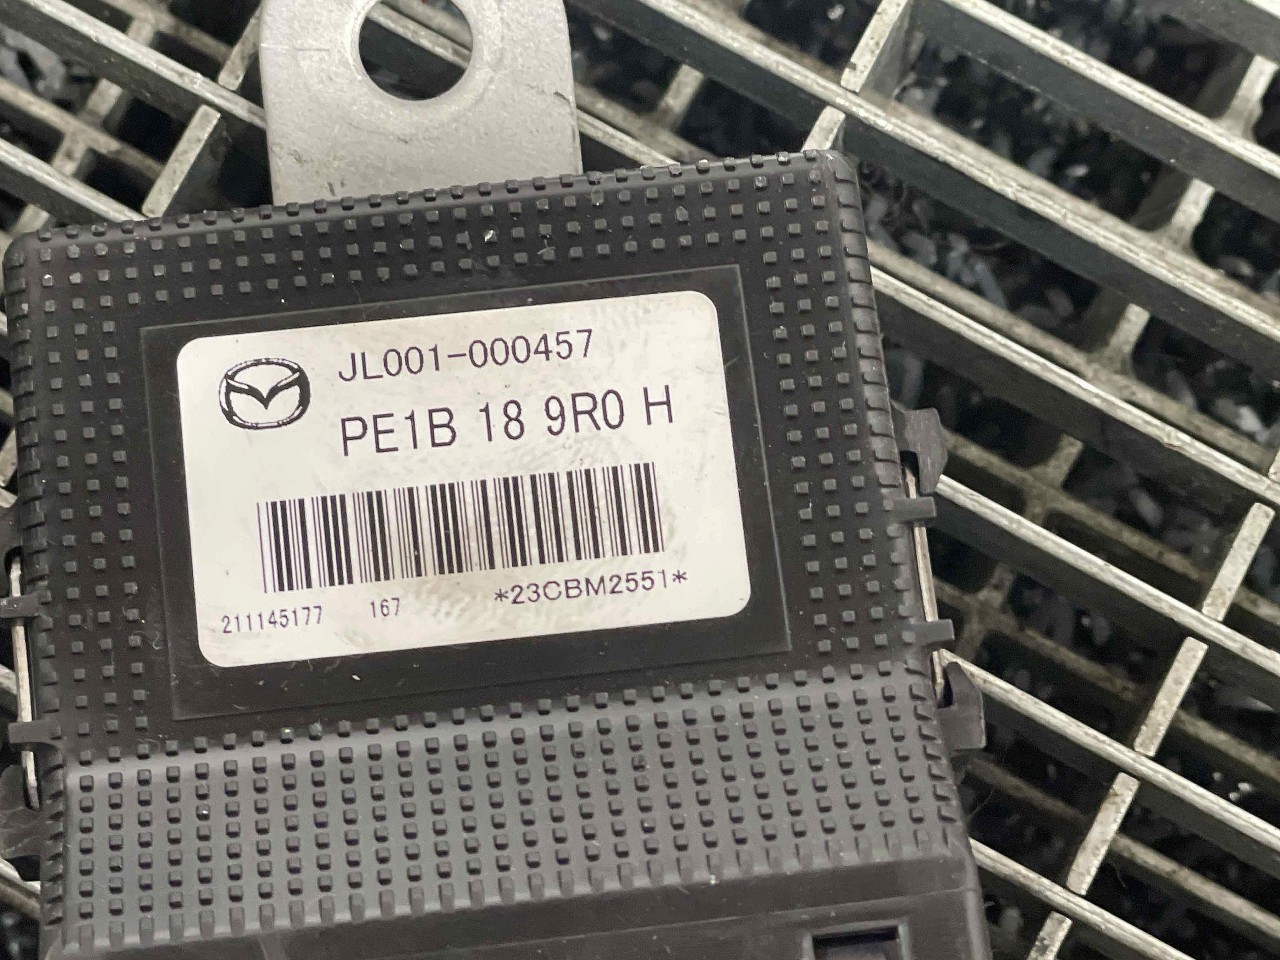 JL001-000457
PE1B 18 9R0 H
211145177 167 *23CBM2551*